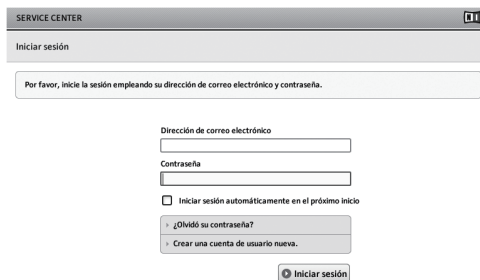 SERVICE CENTER
Iniciar sesión
Por favor, inicie la sesión empleando su dirección de correo electrónico y contraseña.
Dirección de correo electrónico
Contraseña
Iniciar sesión automáticamente en el próximo inicio
¿Olvidó su contraseña?
Crear una cuenta de usuario nueva.
Iniciar sesión